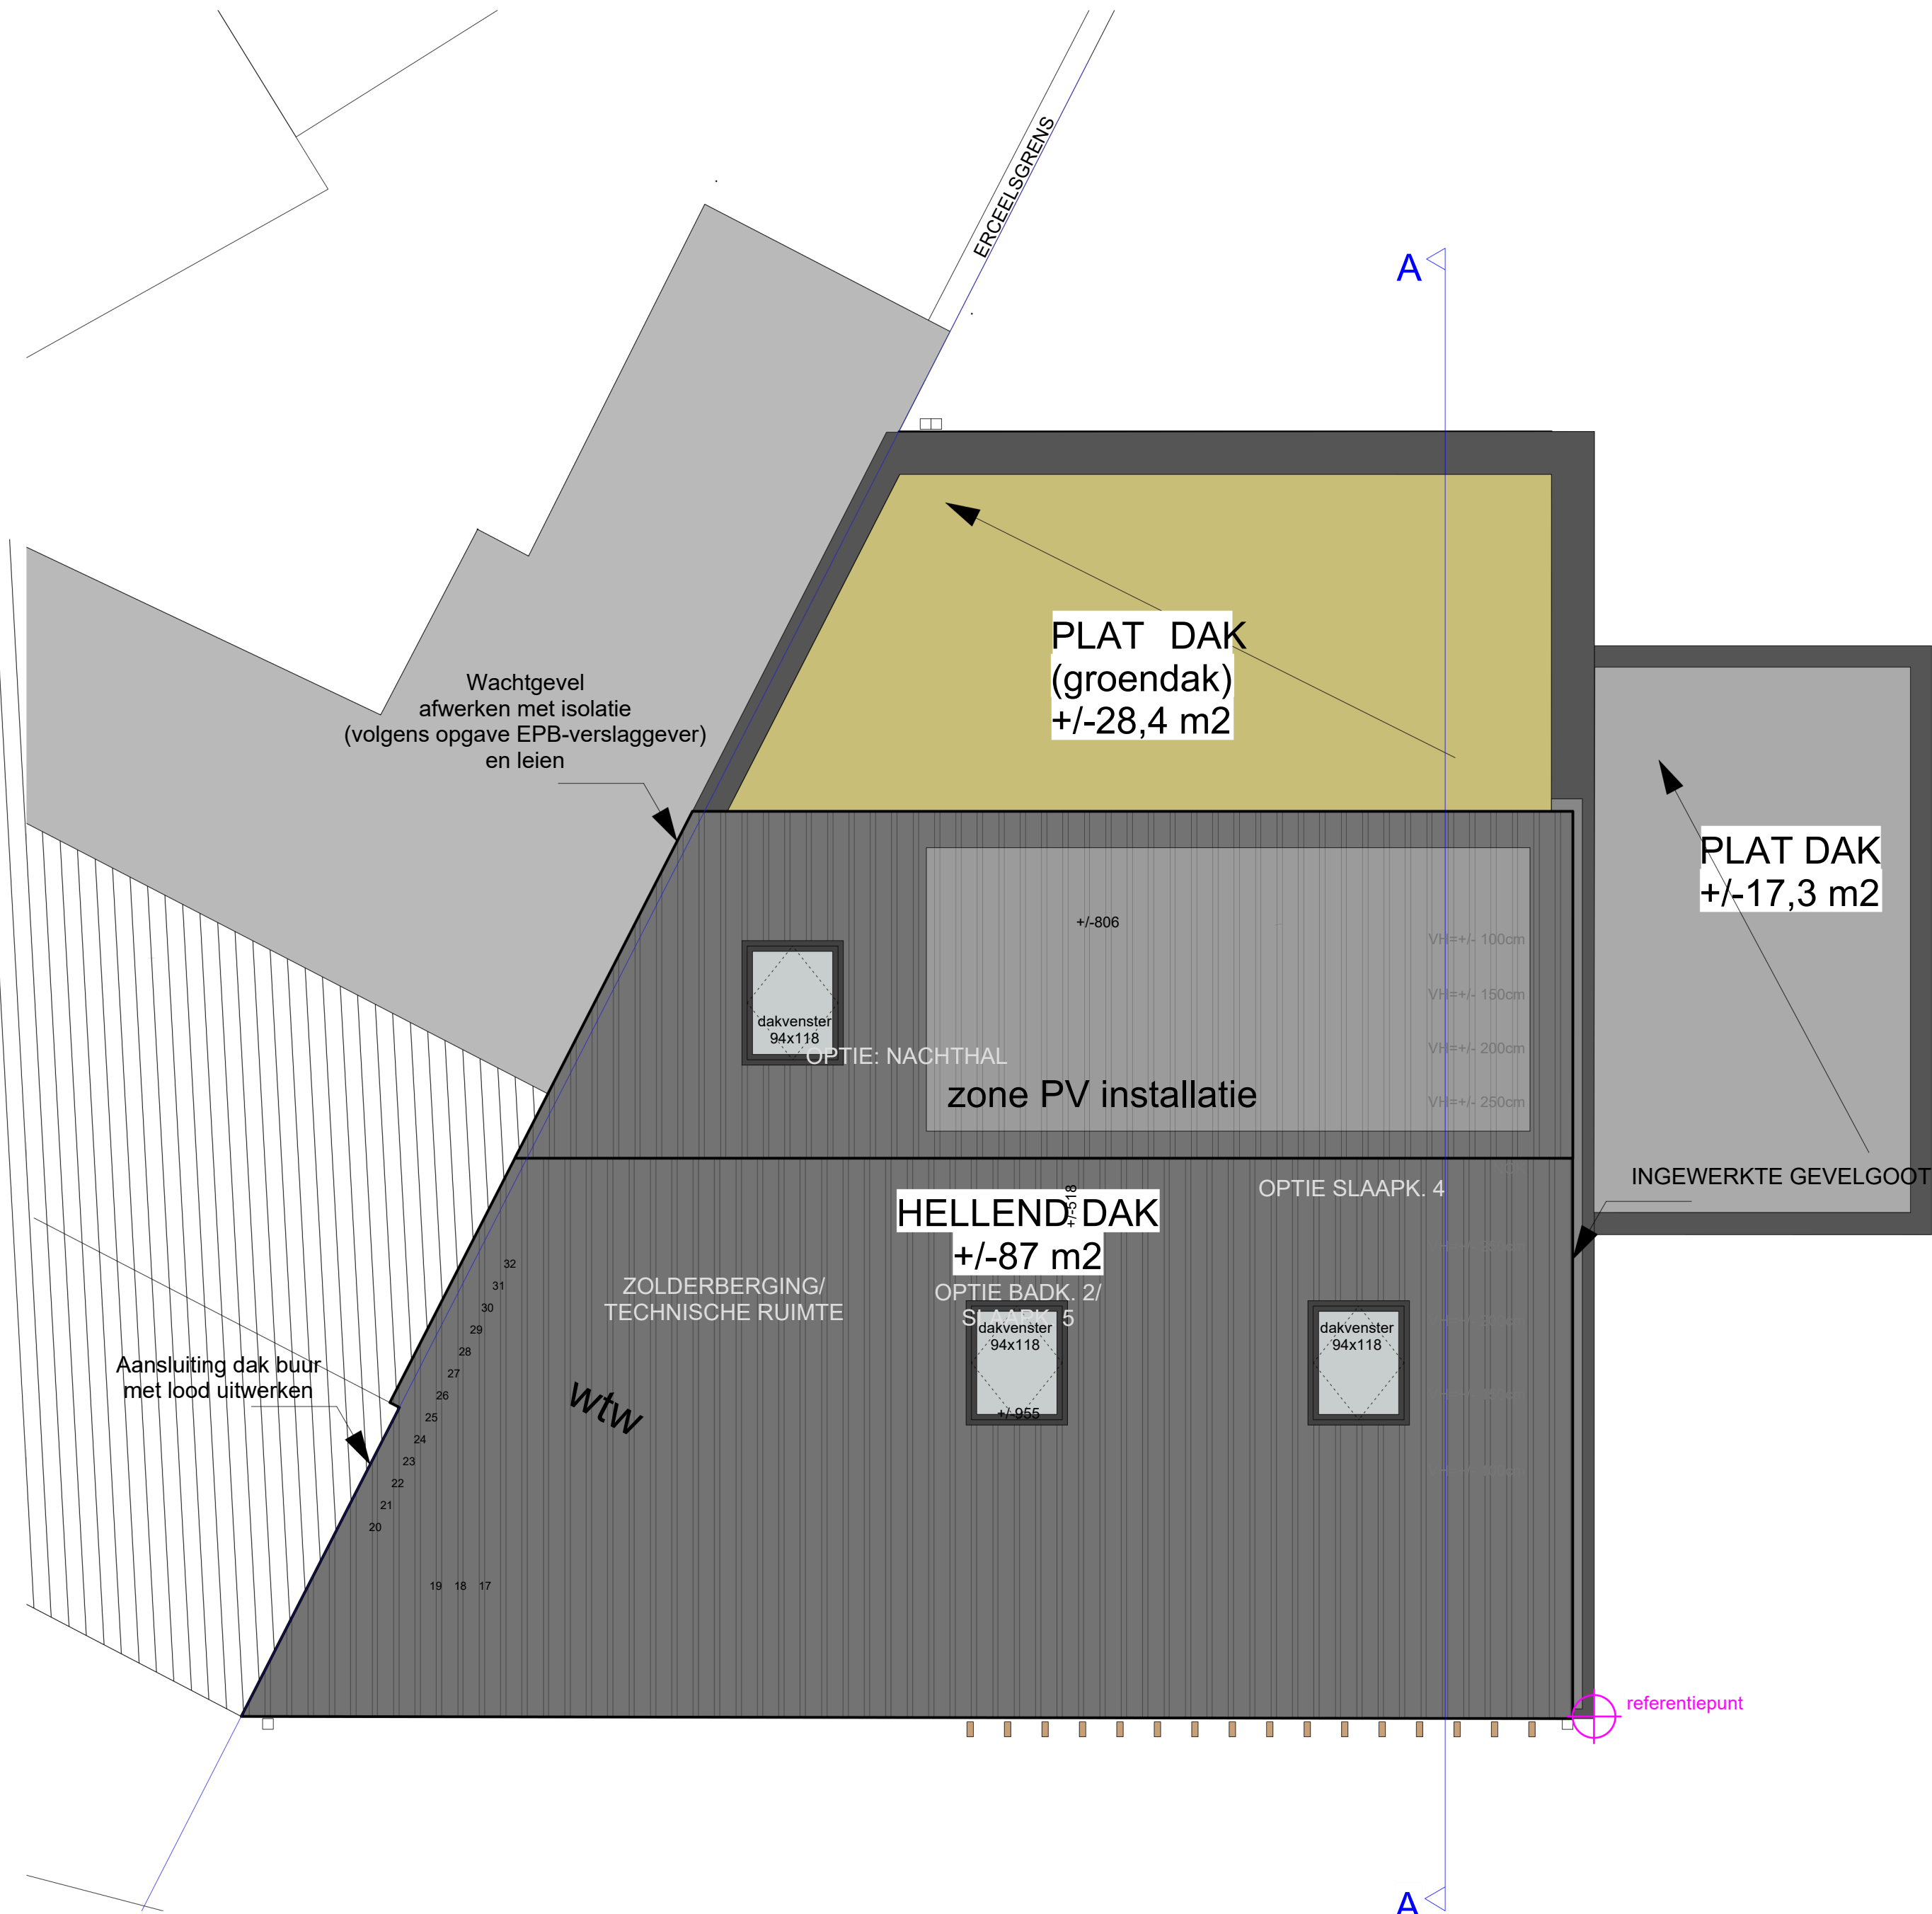 ERCEELSGRENS
A
PLAT DAK
(groendak)
+/-28,4 m2
Wachtgevel
afwerken met isolatie
(volgens opgave EPB-verslaggever)
en leien
PLAT DAK
+/-17,3 m2
+/-806
VH=+/- 100cm
VH=+/- 150cm
VH=+/- 200cm
VH=+/- 250cm
dakvenster
94x118
OPTIE: NACHTHAL
zone PV installatie
INGEWERKTE GEVELGOOT
OPTIE SLAAPK. 4
HELLEND DAK
+/-87 m2
+/-518
ZOLDERBERGING/
TECHNISCHE RUIMTE
OPTIE BADK. 2/
SLAAPK. 5
dakvenster
94x118
+/-955
dakvenster
94x118
Aansluiting dak buur
met lood uitwerken
wtw
32
31
30
29
28
27
26
25
24
23
22
21
20
19 18 17
referentiepunt
A